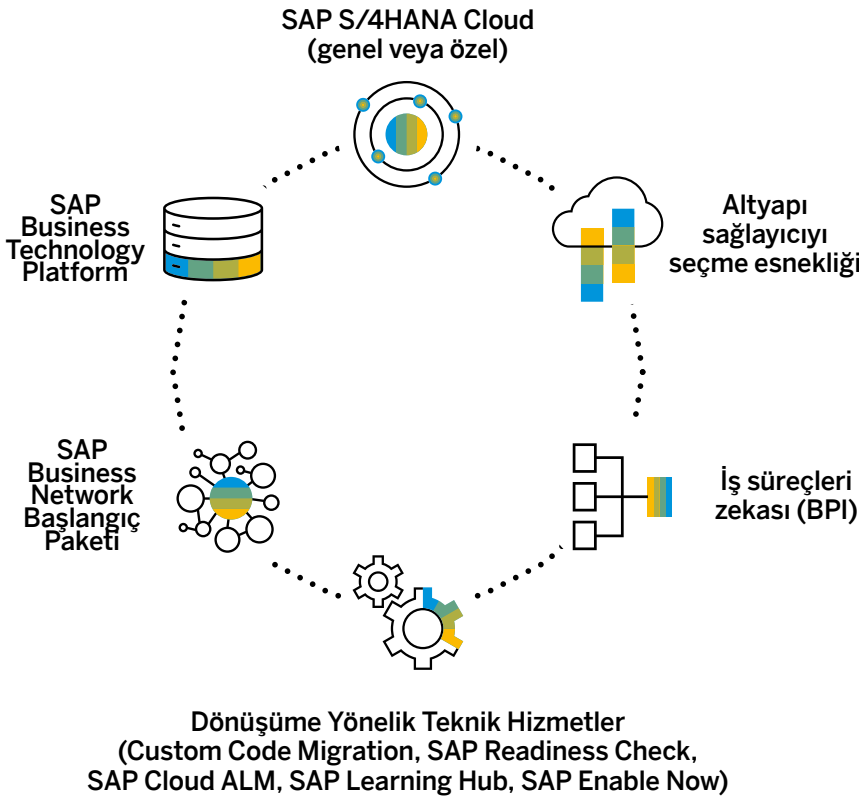 SAP S/4HANA Cloud
(genel veya özel)
SAP
Business
Technology
Platform
Altyapı
sağlayıcıyı
seçme esnekliği
SAP
Business
Network
Başlangıç
Paketi
İş süreçleri
zekası (BPI)
Dönüşüme Yönelik Teknik Hizmetler
(Custom Code Migration, SAP Readiness Check,
SAP Cloud ALM, SAP Learning Hub, SAP Enable Now)